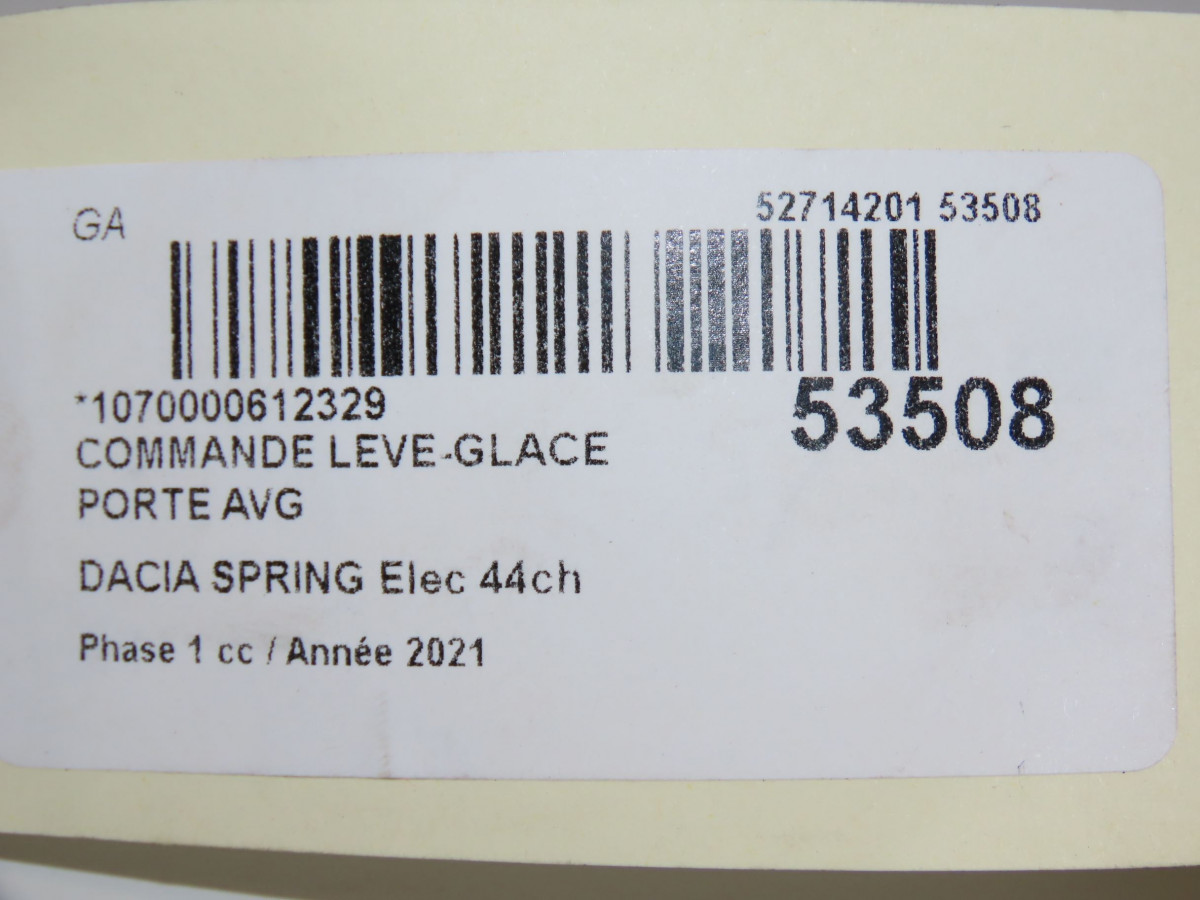 GA
52714201 53508
*1070000612329
53508
COMMANDE LEVE-GLACE
PORTE AVG
DACIA SPRING Elec 44ch
Phase 1 cc / Année 2021